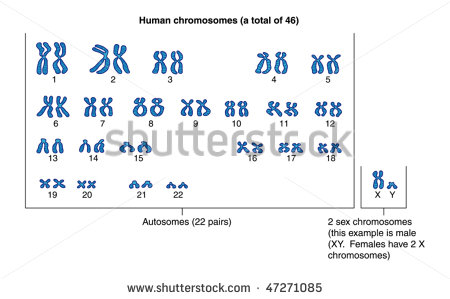 Human chromosomes (a total of 46)
1 2 3 4 5
6 7 8 9 10 11 12
13 14 15 16 17 18
19 20 21 22
X Y
Autosomes (22 pairs)
2 sex chromosomes
(this example is male
(XY. Females have 2 X
chromosomes)
shutterstock
www.shutterstock.com · 47271085